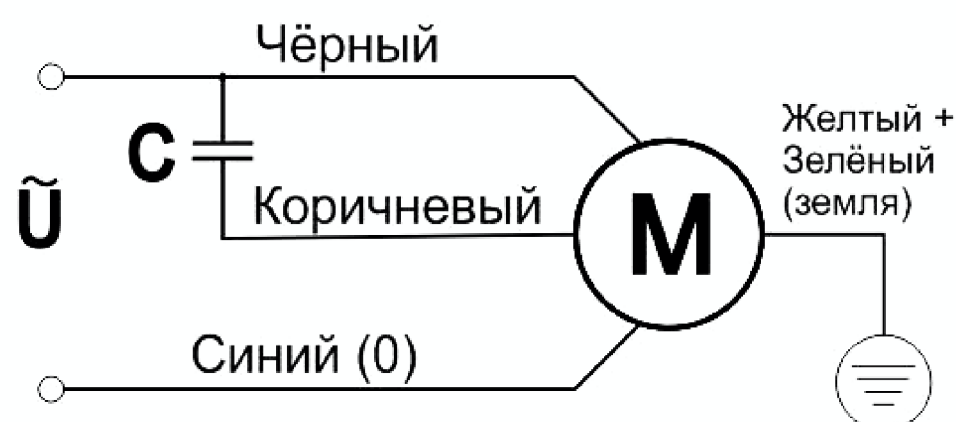 Чёрный
Желтый +
Зелёный
(земля)
C
Ũ
Коричневый
M
Синий (0)